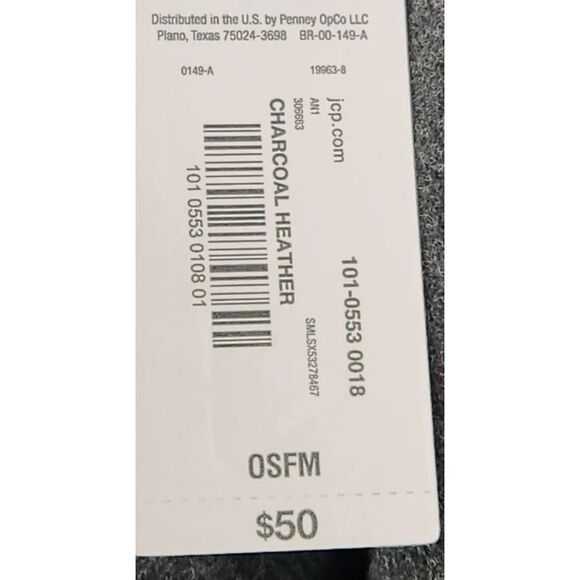 Distributed in the U.S. by Penney OpCo LLC
Plano, Texas 75024-3698 BR-00-149-A
0149-A 19963-8
jcp.com
AN1
306663
CHARCOAL HEATHER
101 0553 0108 01
101-0553 0018
SMLSX53278467
OSFM
$50